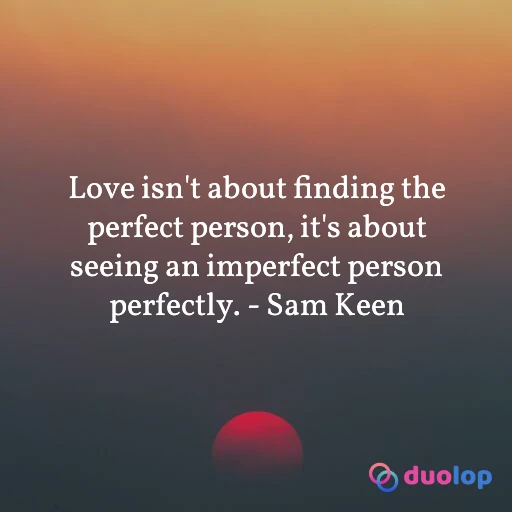 Love isn't about finding the
perfect person, it's about
seeing an imperfect person
perfectly. - Sam Keen
duolop